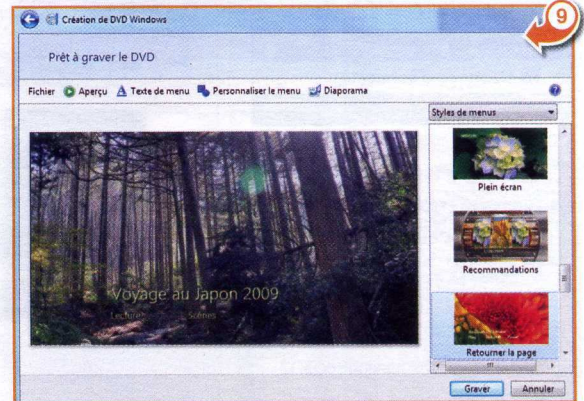 9
Création de DVD Windows
Prêt à graver le DVD
Fichier Aperçu Texte de menu Personnaliser le menu Diaporama
Styles de menus
Plein écran
Recommandations
Voyage au Japon 2009
Lecture Scènes
Retourner la page
Graver Annuler